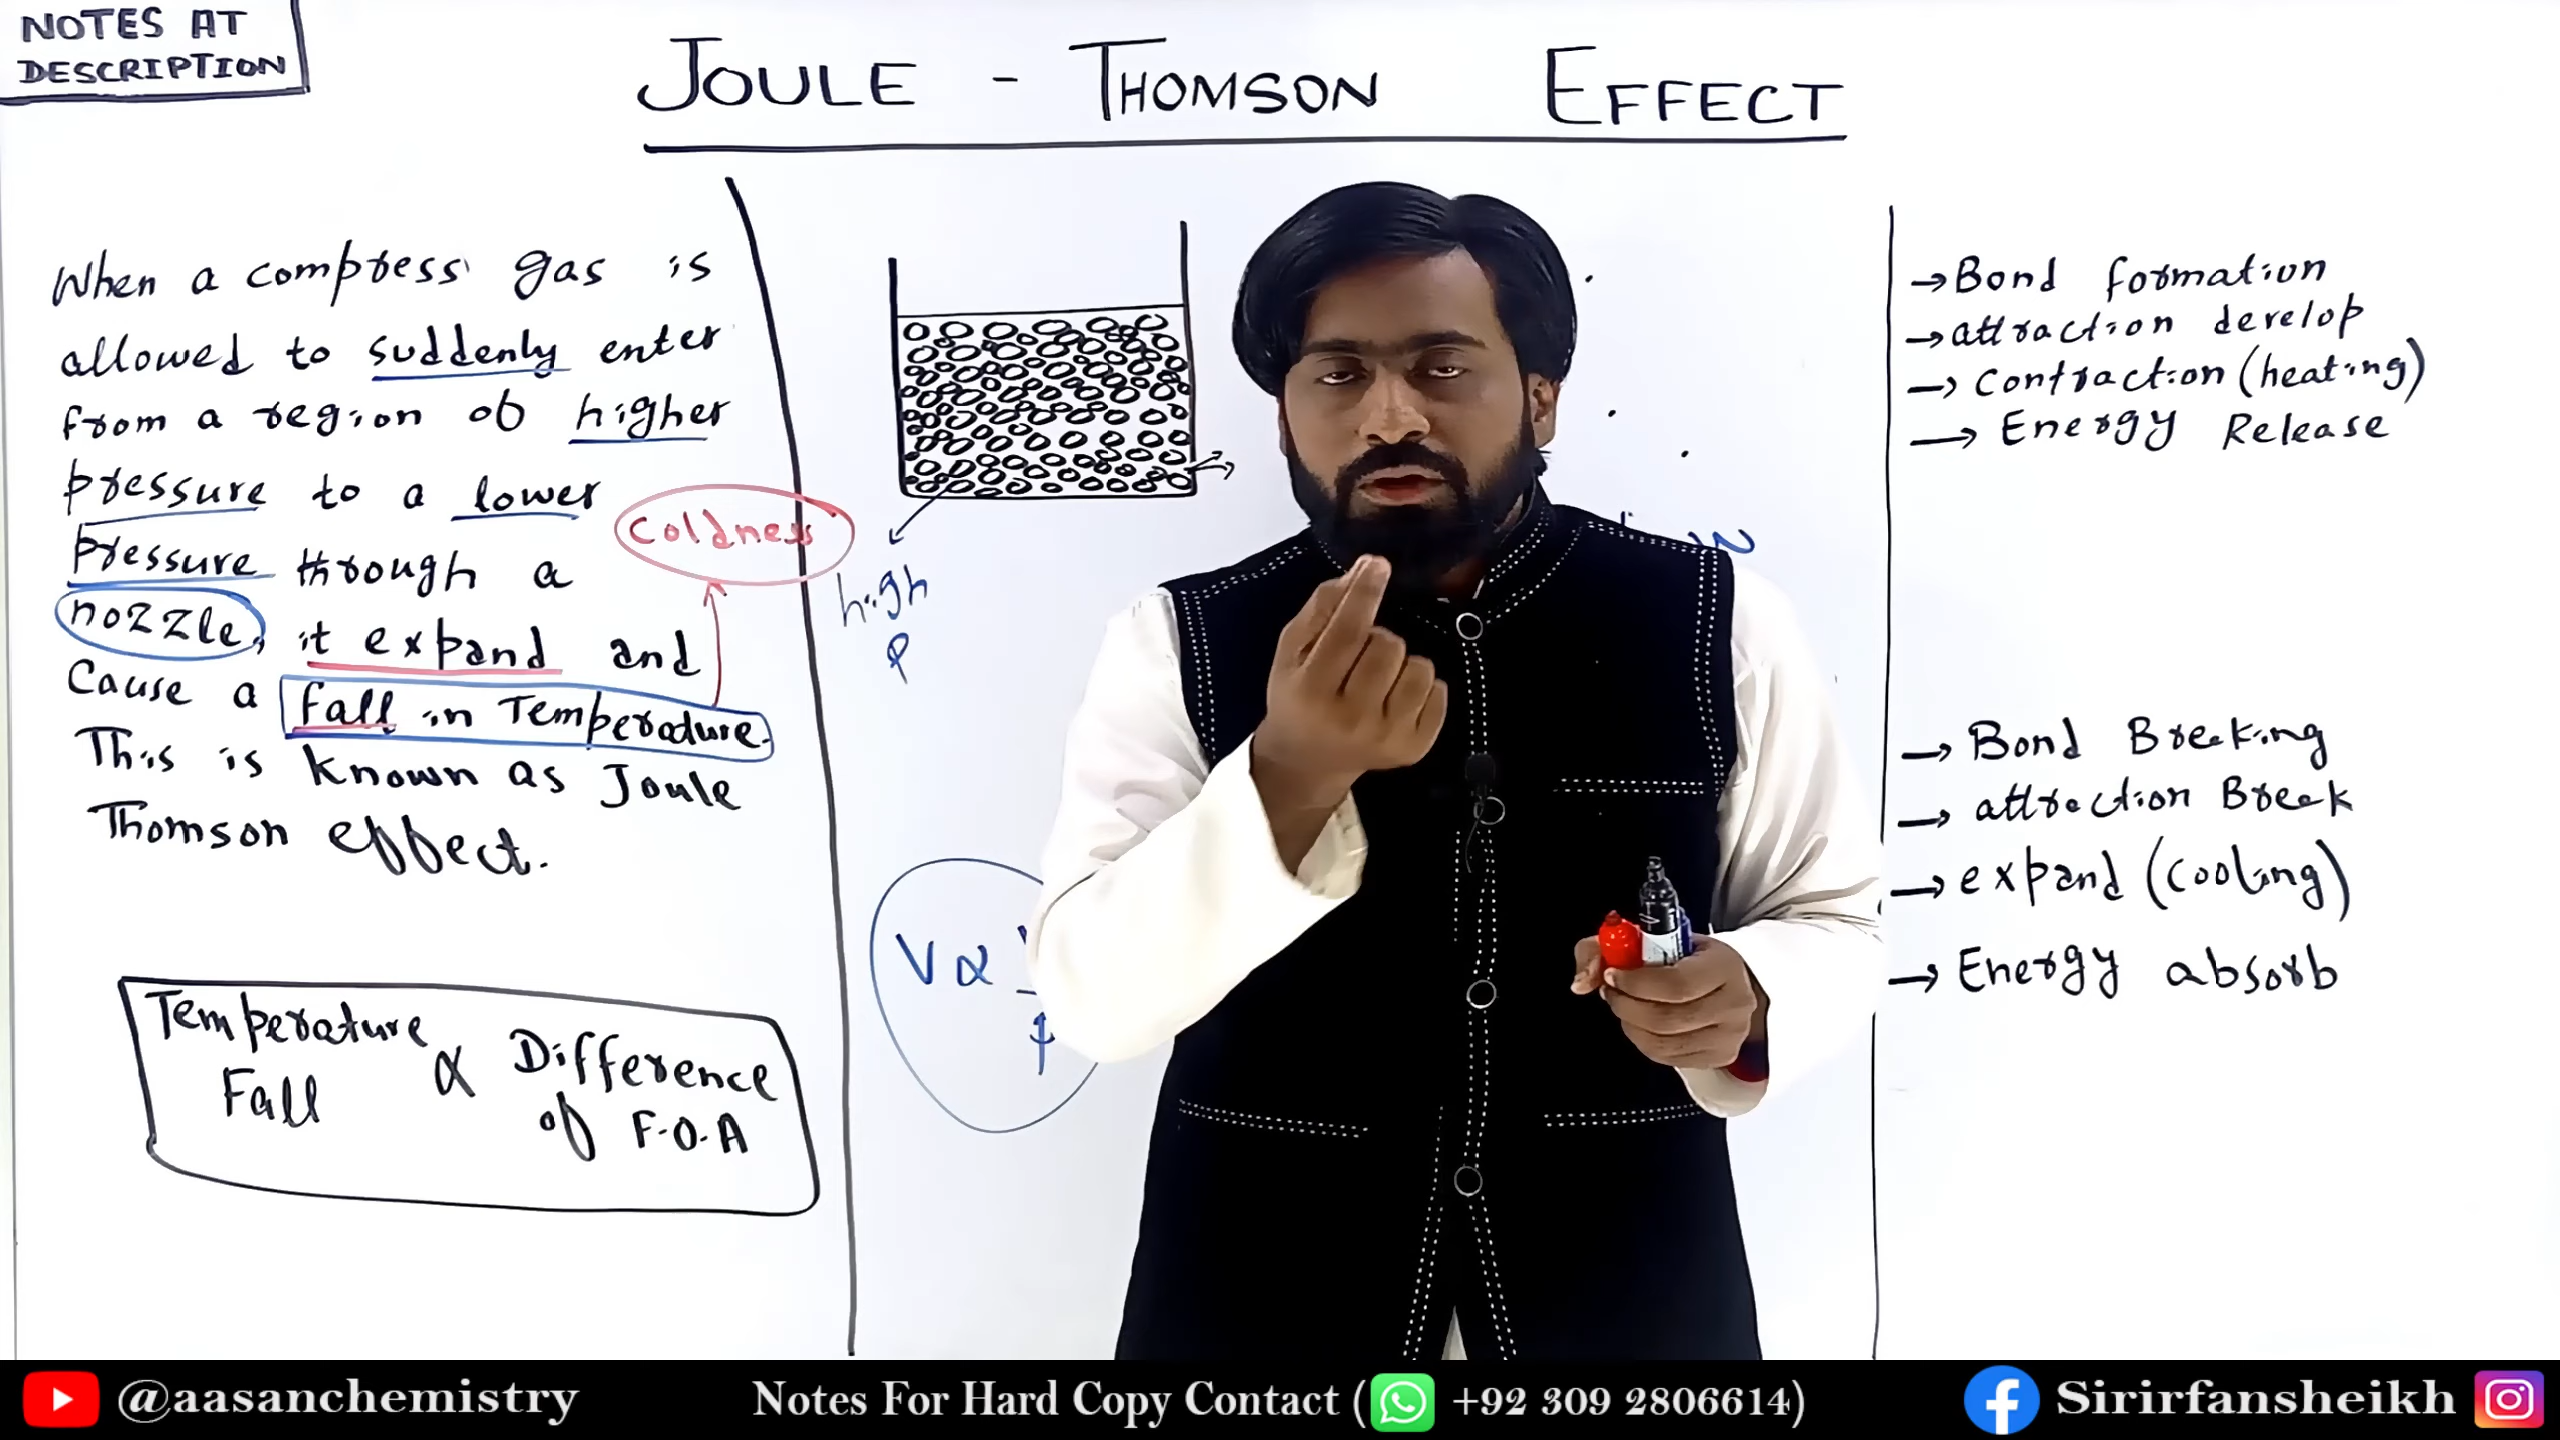 NOTES AT
DESCRIPTION
JOULE - THOMSON EFFECT
When a compress gas is
allowed to suddenly enter
from a region of higher
pressure to a lower
pressure through a
nozzle, it expand and
Cause a fall in Temperature.
This is known as Joule
Thomson effect.
coldness
Temperature
Fall
∝ Difference
of F.O.A
high
P
V ∝
P
→ Bond formation
→ attraction develop
→ Contraction (heating)
→ Energy Release
→ Bond Breaking
→ attraction Break
→ expand (Cooling)
→ Energy absorb
@aasanchemistry
Notes For Hard Copy Contact ( +92 309 2806614)
Sirirfansheikh